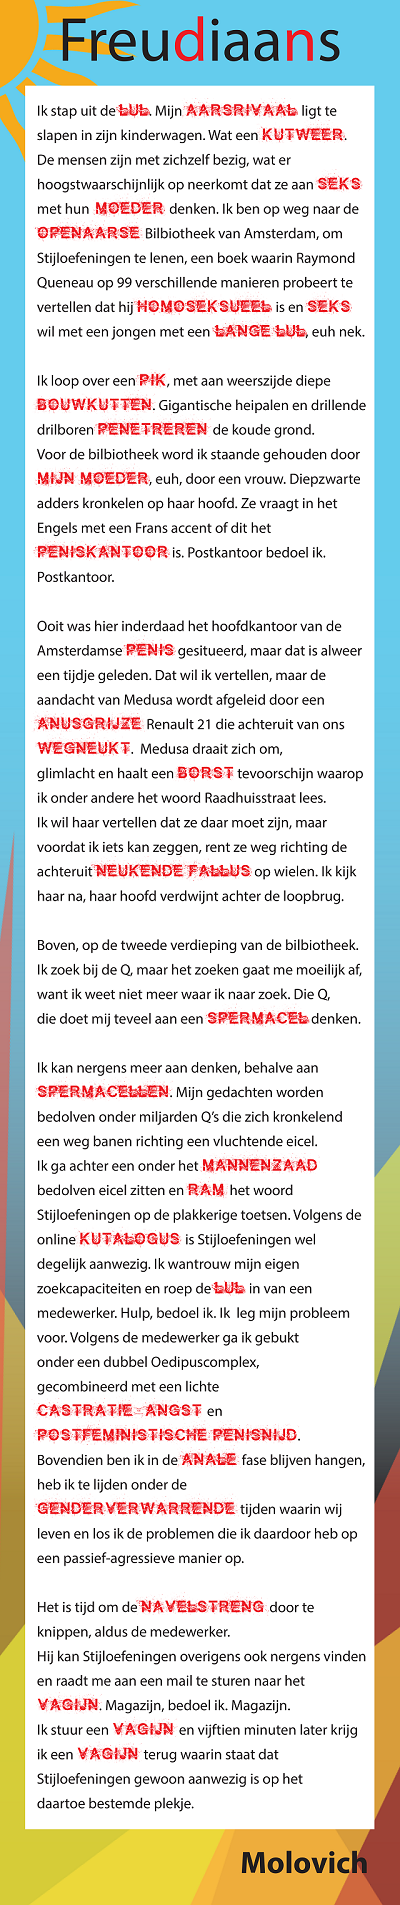 Freudiaans
Ik stap uit de LUL. Mijn AARSRIVAAL ligt te
slapen in zijn kinderwagen. Wat een KUTWEER.
De mensen zijn met zichzelf bezig, wat er
hoogstwaarschijnlijk op neerkomt dat ze aan SEKS
met hun MOEDER denken. Ik ben op weg naar de
OPENAARSE Bilbiotheek van Amsterdam, om
Stijloefeningen te lenen, een boek waarin Raymond
Queneau op 99 verschillende manieren probeert te
vertellen dat hij HOMOSEKSUEEL is en SEKS
wil met een jongen met een LANGE LUL, euh nek.
Ik loop over een PIK, met aan weerszijde diepe
BOUWKUTTEN. Gigantische heipalen en drillende
drilboren PENETREREN de koude grond.
Voor de bilbiotheek word ik staande gehouden door
MIJN MOEDER, euh, door een vrouw. Diepzwarte
adders kronkelen op haar hoofd. Ze vraagt in het
Engels met een Frans accent of dit het
PENISKANTOOR is. Postkantoor bedoel ik.
Postkantoor.
Ooit was hier inderdaad het hoofdkantoor van de
Amsterdamse PENIS gesitueerd, maar dat is alweer
een tijdje geleden. Dat wil ik vertellen, maar de
aandacht van Medusa wordt afgeleid door een
ANUSGRIJZE Renault 21 die achteruit van ons
WEGNEUKT. Medusa draait zich om,
glimlacht en haalt een BORST tevoorschijn waarop
ik onder andere het woord Raadhuisstraat lees.
Ik wil haar vertellen dat ze daar moet zijn, maar
voordat ik iets kan zeggen, rent ze weg richting de
achteruit NEUKENDE FALLUS op wielen. Ik kijk
haar na, haar hoofd verdwijnt achter de loopbrug.
Boven, op de tweede verdieping van de bilbiotheek.
Ik zoek bij de Q, maar het zoeken gaat me moeilijk af,
want ik weet niet meer waar ik naar zoek. Die Q,
die doet mij teveel aan een SPERMACEL denken.
Ik kan nergens meer aan denken, behalve aan
SPERMACELLEN. Mijn gedachten worden
bedolven onder miljarden Q's die zich kronkelend
een weg banen richting een vluchtende eicel.
Ik ga achter een onder het MANNENZAAD
bedolven eicel zitten en RAM het woord
Stijloefeningen op de plakkerige toetsen. Volgens de
online KUTALOGUS is Stijloefeningen wel
degelijk aanwezig. Ik wantrouw mijn eigen
zoekcapaciteiten en roep de LUL in van een
medewerker. Hulp, bedoel ik. Ik leg mijn probleem
voor. Volgens de medewerker ga ik gebukt
onder een dubbel Oedipuscomplex,
gecombineerd met een lichte
CASTRATIE-ANGST en
POSTFEMINISTISCHE PENISNIJD.
Bovendien ben ik in de ANALE fase blijven hangen,
heb ik te lijden onder de
GENDERVERWARRENDE tijden waarin wij
leven en los ik de problemen die ik daardoor heb op
een passief-agressieve manier op.
Het is tijd om de NAVELSTRENG door te
knippen, aldus de medewerker.
Hij kan Stijloefeningen overigens ook nergens vinden
en raadt me aan een mail te sturen naar het
VAGIJN. Magazijn, bedoel ik. Magazijn.
Ik stuur een VAGIJN en vijftien minuten later krijg
ik een VAGIJN terug waarin staat dat
Stijloefeningen gewoon aanwezig is op het
daartoe bestemde plekje.
Molovich